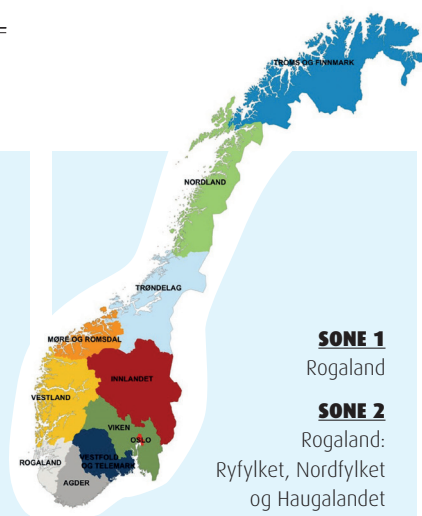 TROMS OG FINNMARK
NORDLAND
TRØNDELAG
MØRE OG ROMSDAL
INNLANDET
VESTLAND
VIKEN
OSLO
ROGALAND
VESTFOLD
OG TELEMARK
AGDER
SONE 1
Rogaland
SONE 2
Rogaland:
Ryfylket, Nordfylket
og Haugalandet